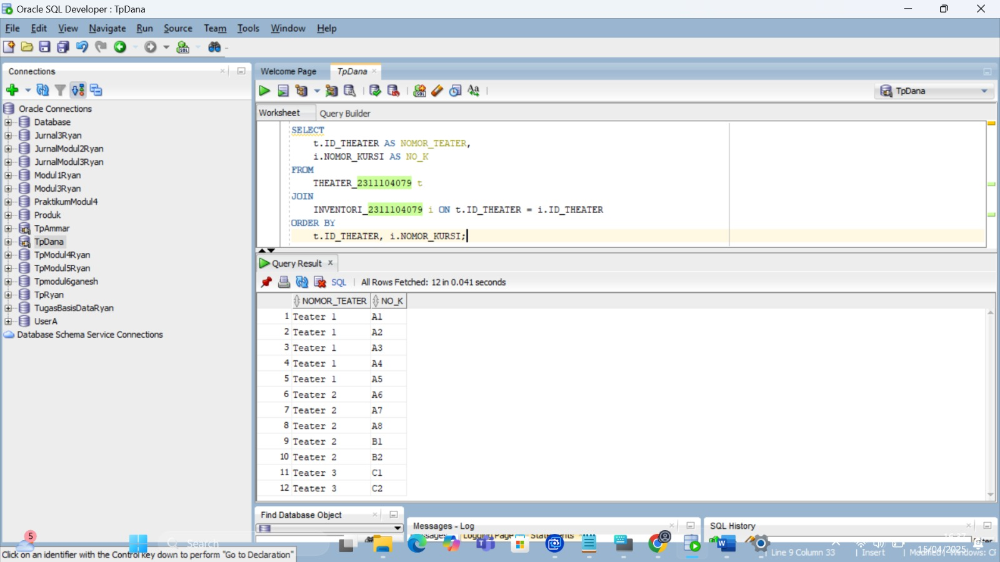 Oracle SQL Developer : TpDana
File Edit View Navigate Run Source Team Tools Window Help
Connections
Oracle Connections
Database
Jurnal3Ryan
JurnalModul2Ryan
JurnalModul3Ryan
Modul1Ryan
Modul3Ryan
PraktikumModul4
Produk
TpAmmar
TpDana
TpModul4Ryan
TpModul5Ryan
Tpmodul6ganesh
TpRyan
TugasBasisDataRyan
UserA
Database Schema Service Connections
Welcome Page TpDana
TpDana
Worksheet Query Builder
SELECT
t.ID_THEATER AS NOMOR_TEATER,
i.NOMOR_KURSI AS NO_K
FROM
THEATER_2311104079 t
JOIN
INVENTORI_2311104079 i ON t.ID_THEATER = i.ID_THEATER
ORDER BY
t.ID_THEATER, i.NOMOR_KURSI;
Query Result
SQL All Rows Fetched: 12 in 0.041 seconds
NOMOR_TEATER NO_K
1 Teater 1 A1
2 Teater 1 A2
3 Teater 1 A3
4 Teater 1 A4
5 Teater 1 A5
6 Teater 2 A6
7 Teater 2 A7
8 Teater 2 A8
9 Teater 2 B1
10 Teater 2 B2
11 Teater 3 C1
12 Teater 3 C2
Find Database Object
Messages - Log
SQL History
Logging Page Statements
5
Search
Click on an identifier with the Control key down to perform "Go to Declaration"
Line 9 Column 33 Insert Modified Windows:
15/04/2025